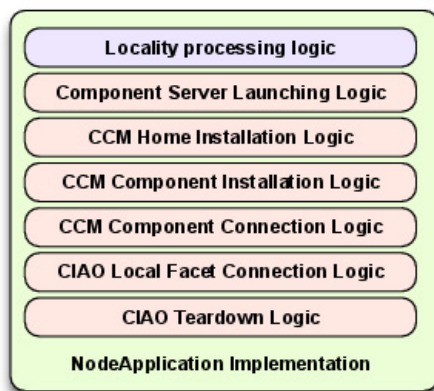 Locality processing logic
Component Server Launching Logic
CCM Home Installation Logic
CCM Component Installation Logic
CCM Component Connection Logic
CIAO Local Facet Connection Logic
CIAO Teardown Logic
NodeApplication Implementation